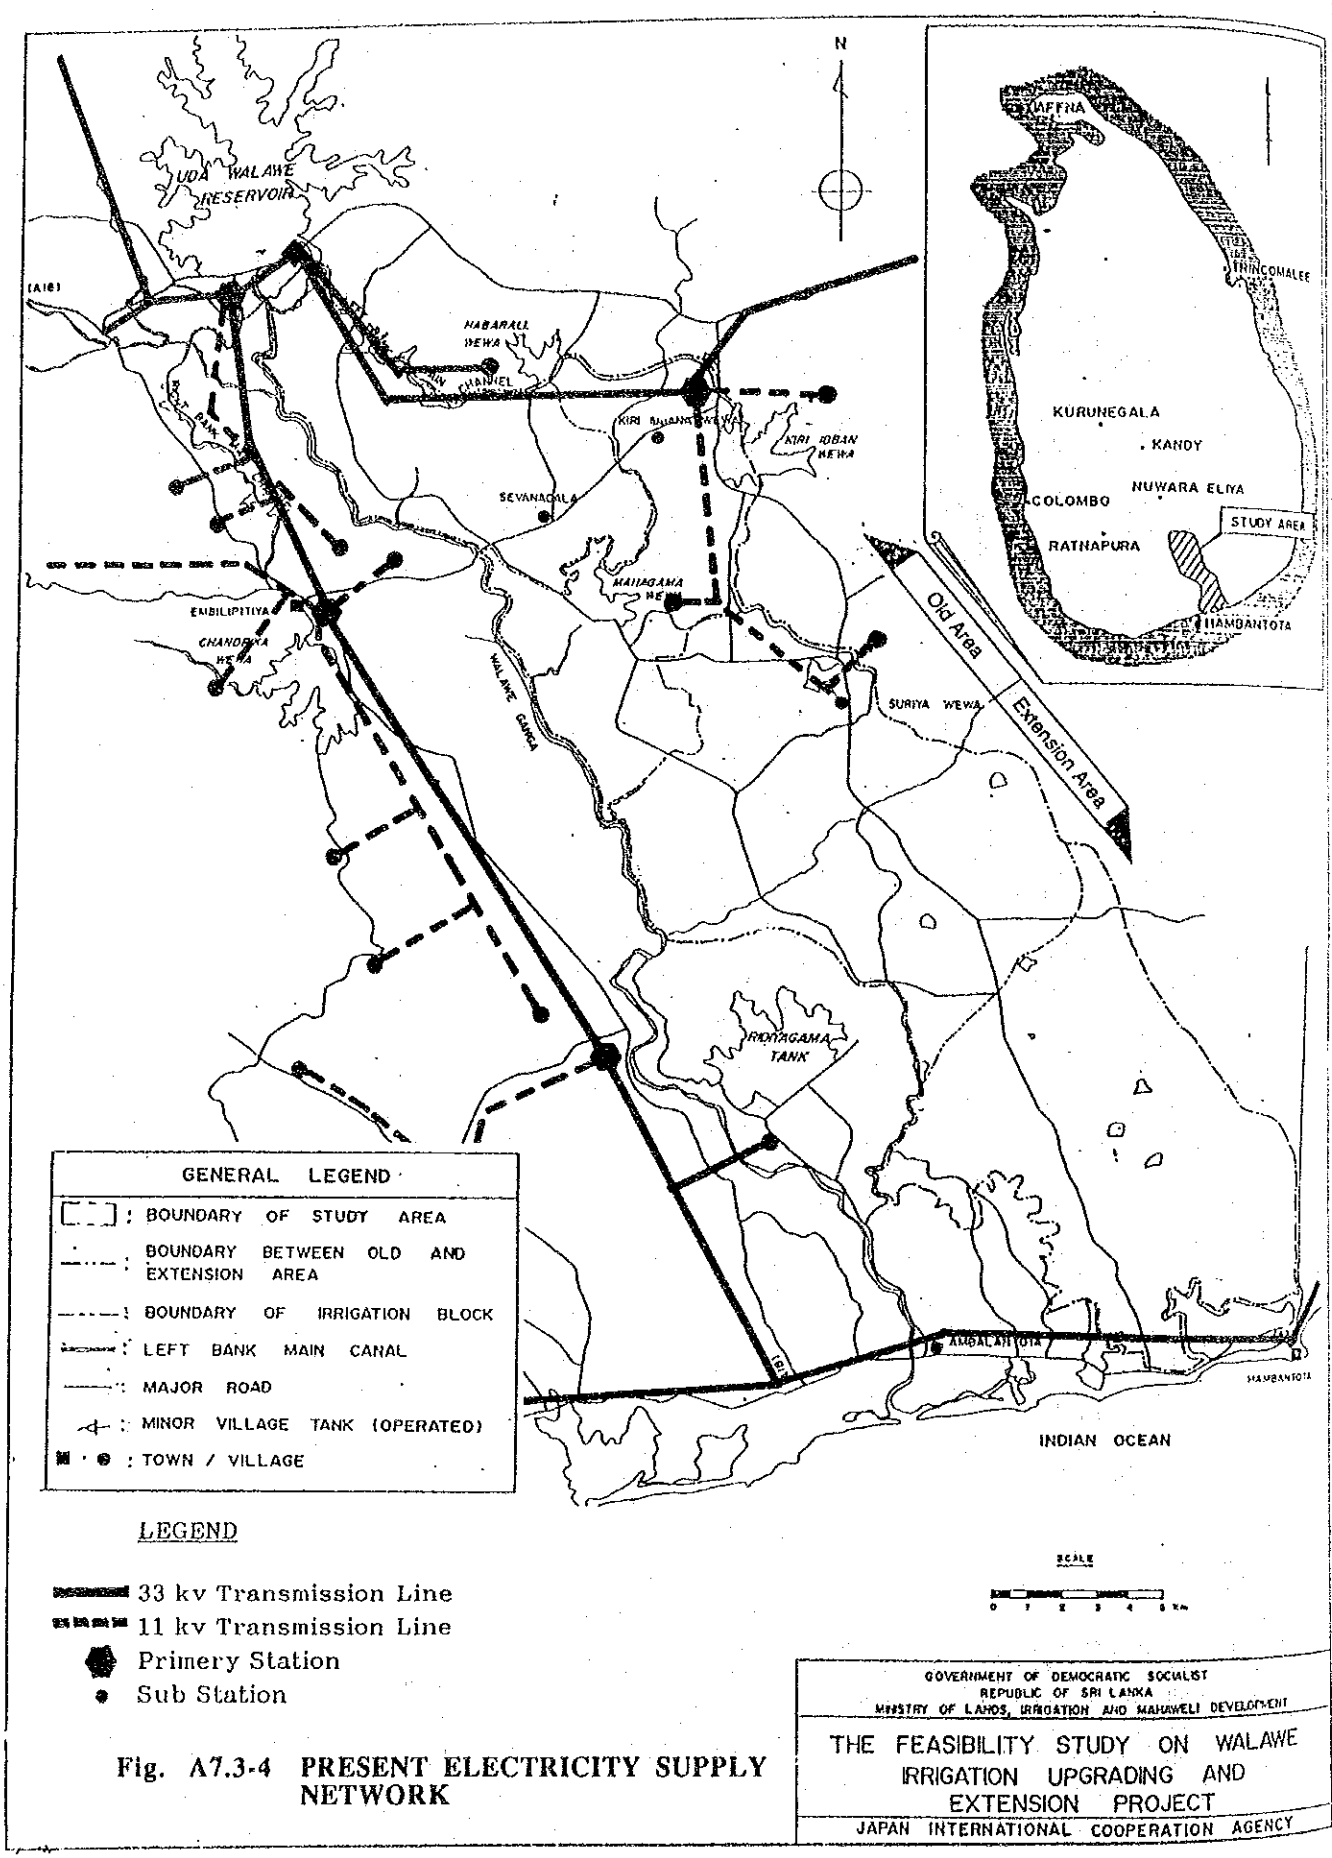 N
UDA WALAWE
RESERVOIR
(A18)
HABARALL
WEWA
CHANNEL
RIGHT BANK
KIRI IBBAN
WEWA
SEVANAGALA
MAHAGAMA
WEWA
EMBILIPITIYA
CHANDRIKA
WEWA
WALAWE GANGA
SURIYA WEWA
Old Area
Extension Area
RIDIYAGAMA
TANK
AMBALANTOTA
HAMBANTOTA
INDIAN OCEAN
JAFFNA
TRINCOMALEE
KURUNEGALA
KANDY
NUWARA ELIYA
COLOMBO
STUDY AREA
RATNAPURA
HAMBANTOTA
GENERAL LEGEND
: BOUNDARY OF STUDY AREA
: BOUNDARY BETWEEN OLD AND
EXTENSION AREA
: BOUNDARY OF IRRIGATION BLOCK
: LEFT BANK MAIN CANAL
: MAJOR ROAD
: MINOR VILLAGE TANK (OPERATED)
: TOWN / VILLAGE
LEGEND
33 kv Transmission Line
11 kv Transmission Line
Primery Station
Sub Station
SCALE
0 1 2 3 4 5 Km
Fig. A7.3-4 PRESENT ELECTRICITY SUPPLY
NETWORK
GOVERNMENT OF DEMOCRATIC SOCIALIST
REPUBLIC OF SRI LANKA
MINISTRY OF LANDS, IRRIGATION AND MAHAWELI DEVELOPMENT
THE FEASIBILITY STUDY ON WALAWE
IRRIGATION UPGRADING AND
EXTENSION PROJECT
JAPAN INTERNATIONAL COOPERATION AGENCY